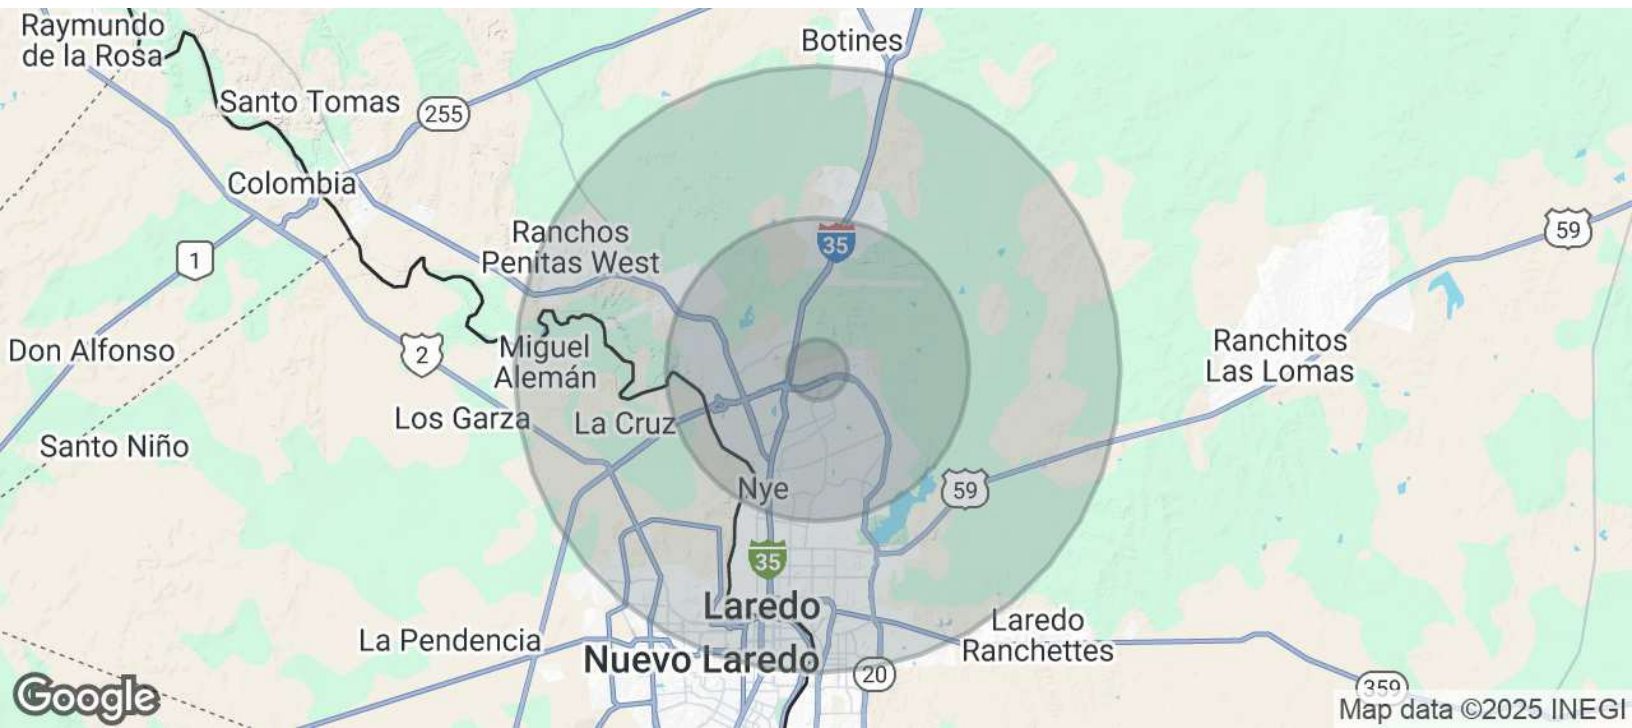 Raymundo
de la Rosa
Botines
Santo Tomas
255
Colombia
Ranchos
Penitas West
35
59
1
Don Alfonso
2
Miguel
Alemán
Ranchitos
Las Lomas
Los Garza
La Cruz
Santo Niño
Nye
59
35
Laredo
Laredo
Ranchettes
La Pendencia
Nuevo Laredo
20
359
Google
Map data ©2025 INEGI